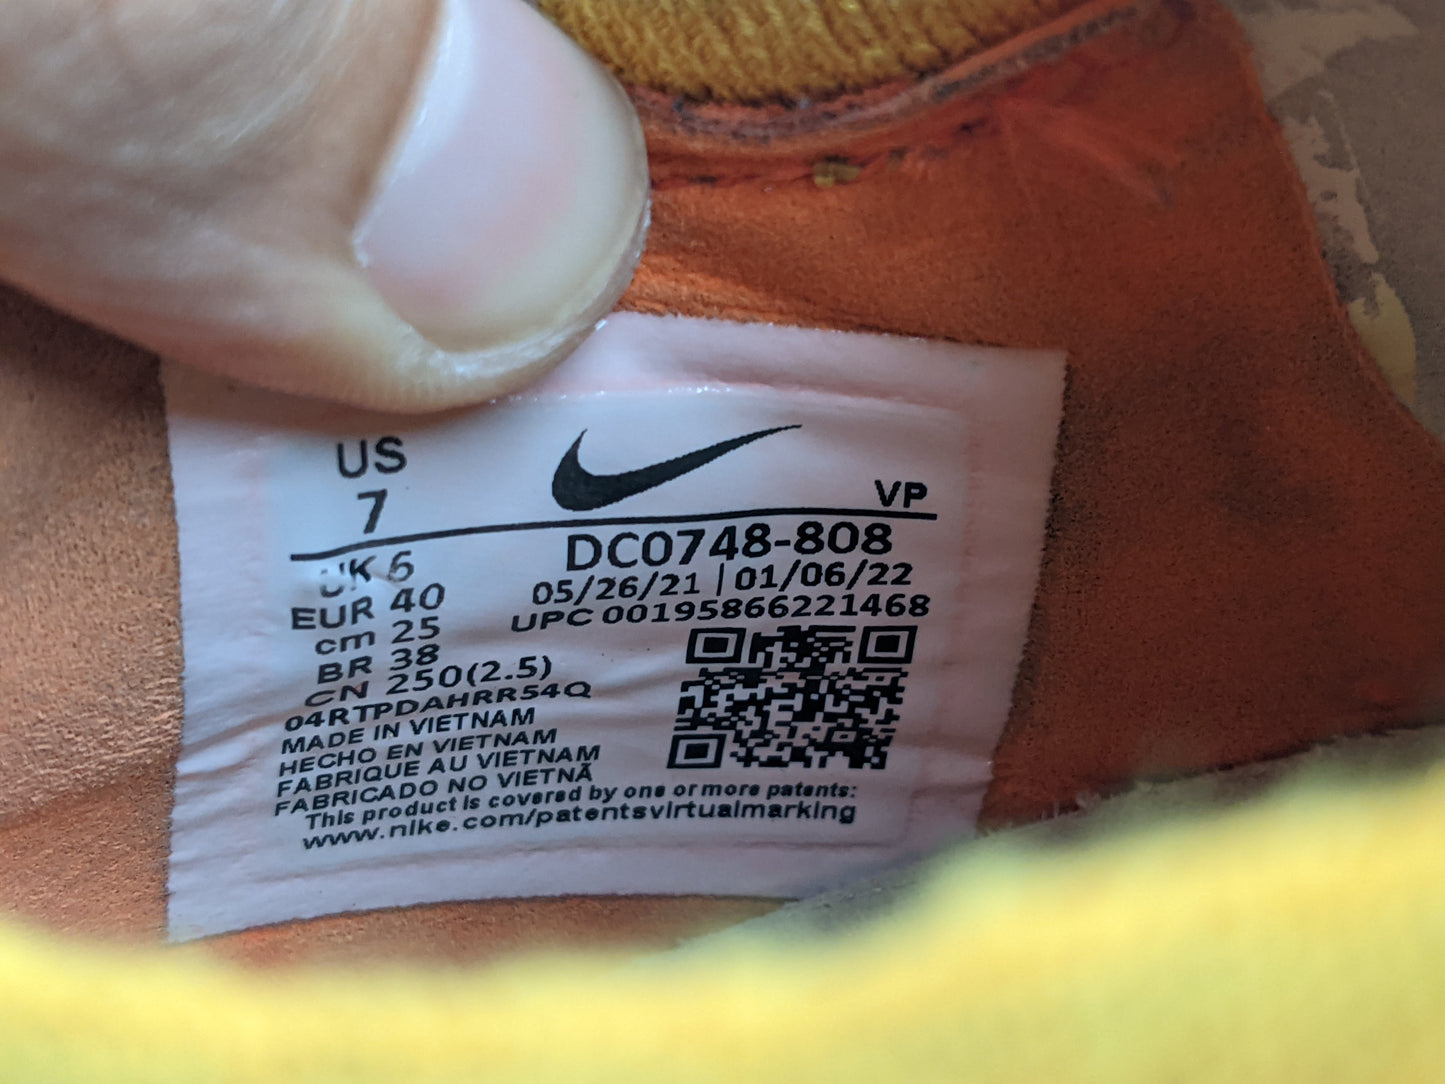 US
7
VP
UK 6
EUR 40
cm 25
BR 38
CN 250(2.5)
04RTPDAHRR54Q
MADE IN VIETNAM
HECHO EN VIETNAM
FABRIQUE AU VIETNAM
FABRICADO NO VIETNÃ
DC0748-808
05/26/21 | 01/06/22
UPC 00195866221468
This product is covered by one or more patents:
www.nike.com/patentsvirtualmarking